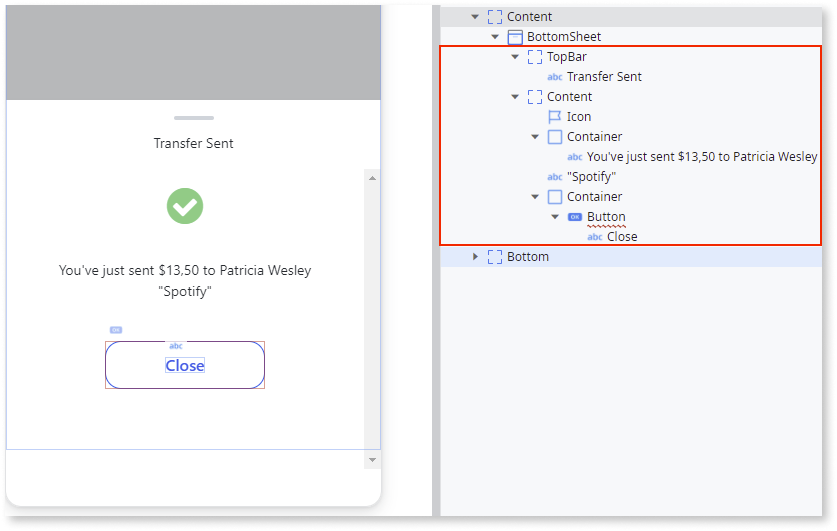 Transfer Sent
You've just sent $13,50 to Patricia Wesley
"Spotify"
OK
abc
Close
Content
BottomSheet
TopBar
abc Transfer Sent
Content
Icon
Container
abc You've just sent $13,50 to Patricia Wesley
abc "Spotify"
Container
OK Button
abc Close
Bottom